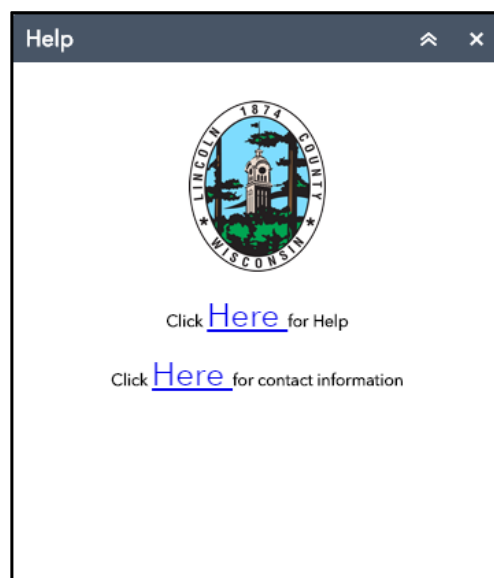 Help
LINCOLN 1874 COUNTY
★ WISCONSIN ★
Click Here for Help
Click Here for contact information